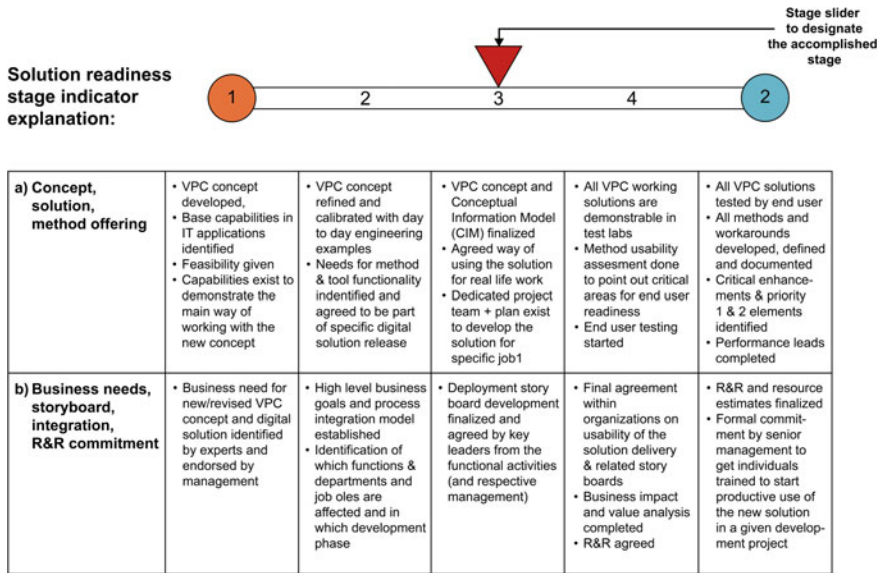 Stage slider
to designate
the accomplished
stage
Solution readiness
stage indicator
explanation:
1
2
3
4
2
a) Concept,
solution,
method offering
• VPC concept
developed,
• Base capabilities in
IT applications
identified
• Feasibility given
• Capabilities exist to
demonstrate the
main way of
working with the
new concept
• VPC concept
refined and
calibrated with day
to day engineering
examples
• Needs for method
& tool functionality
indentified and
agreed to be part
of specific digital
solution release
• VPC concept and
Conceptual
Information Model
(CIM) finalized
• Agreed way of
using the solution
for real life work
• Dedicated project
team + plan exist
to develop the
solution for
specific job1
• All VPC working
solutions are
demonstrable in
test labs
• Method usability
assesment done
to point out critical
areas for end user
readiness
• End user testing
started
• All VPC solutions
tested by end user
• All methods and
workarounds
developed, defined
and documented
• Critical enhance-
ments & priority
1 & 2 elements
identified
• Performance leads
completed
b) Business needs,
storyboard,
integration,
R&R commitment
• Business need for
new/revised VPC
concept and digital
solution identified
by experts and
endorsed by
management
• High level business
goals and process
integration model
established
• Identification of
which functions &
departments and
job oles are
affected and in
which development
phase
• Deployment story
board development
finalized and
agreed by key
leaders from the
functional activities
(and respective
management)
• Final agreement
within
organizations on
usability of the
solution delivery
& related story
boards
• Business impact
and value analysis
completed
• R&R agreed
• R&R and resource
estimates finalized
• Formal commit-
ment by senior
management to
get individuals
trained to start
productive use of
the new solution
in a given develop-
ment project